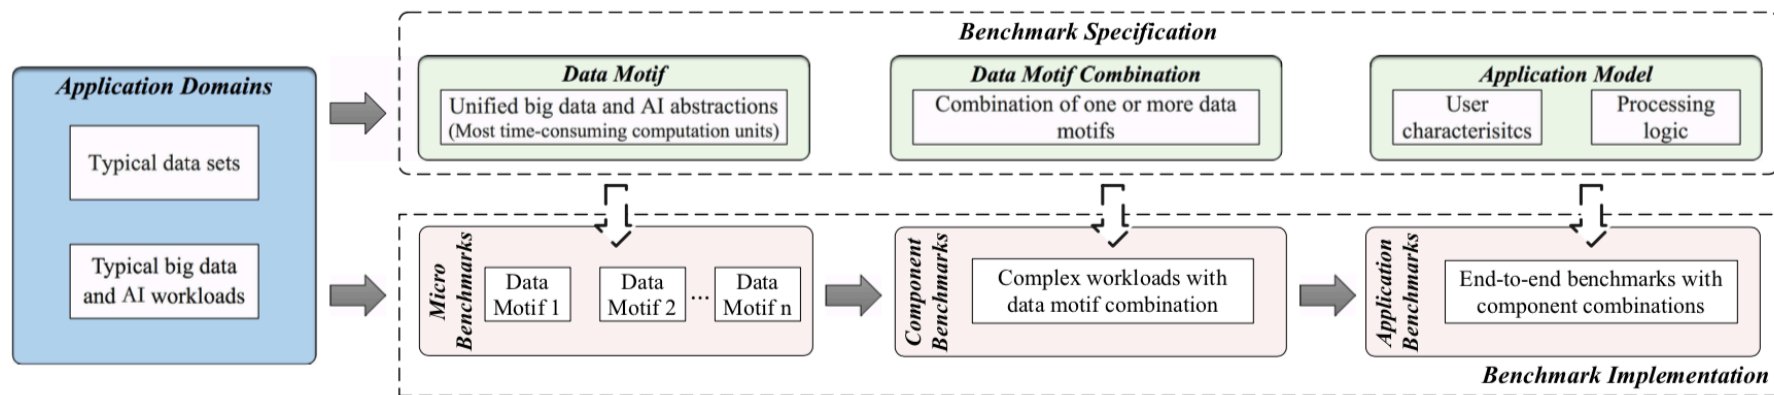 Benchmark Specification
Application Domains
Typical data sets
Typical big data
and AI workloads
Data Motif
Unified big data and AI abstractions
(Most time-consuming computation units)
Data Motif Combination
Combination of one or more data
motifs
Application Model
User
characterisitcs
Processing
logic
Micro
Benchmarks
Data
Motif 1
Data
Motif 2
...
Data
Motif n
Component
Benchmarks
Complex workloads with
data motif combination
Application
Benchmarks
End-to-end benchmarks with
component combinations
Benchmark Implementation